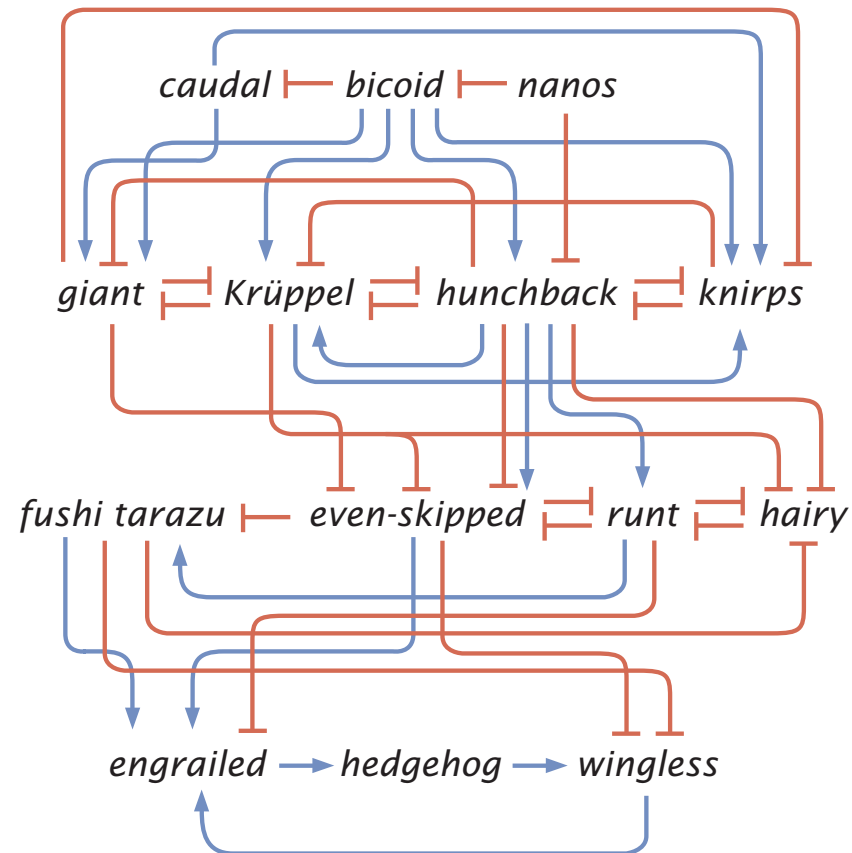 caudal bicoid nanos
giant Krüppel hunchback knirps
fushi tarazu even-skipped runt hairy
engrailed hedgehog wingless